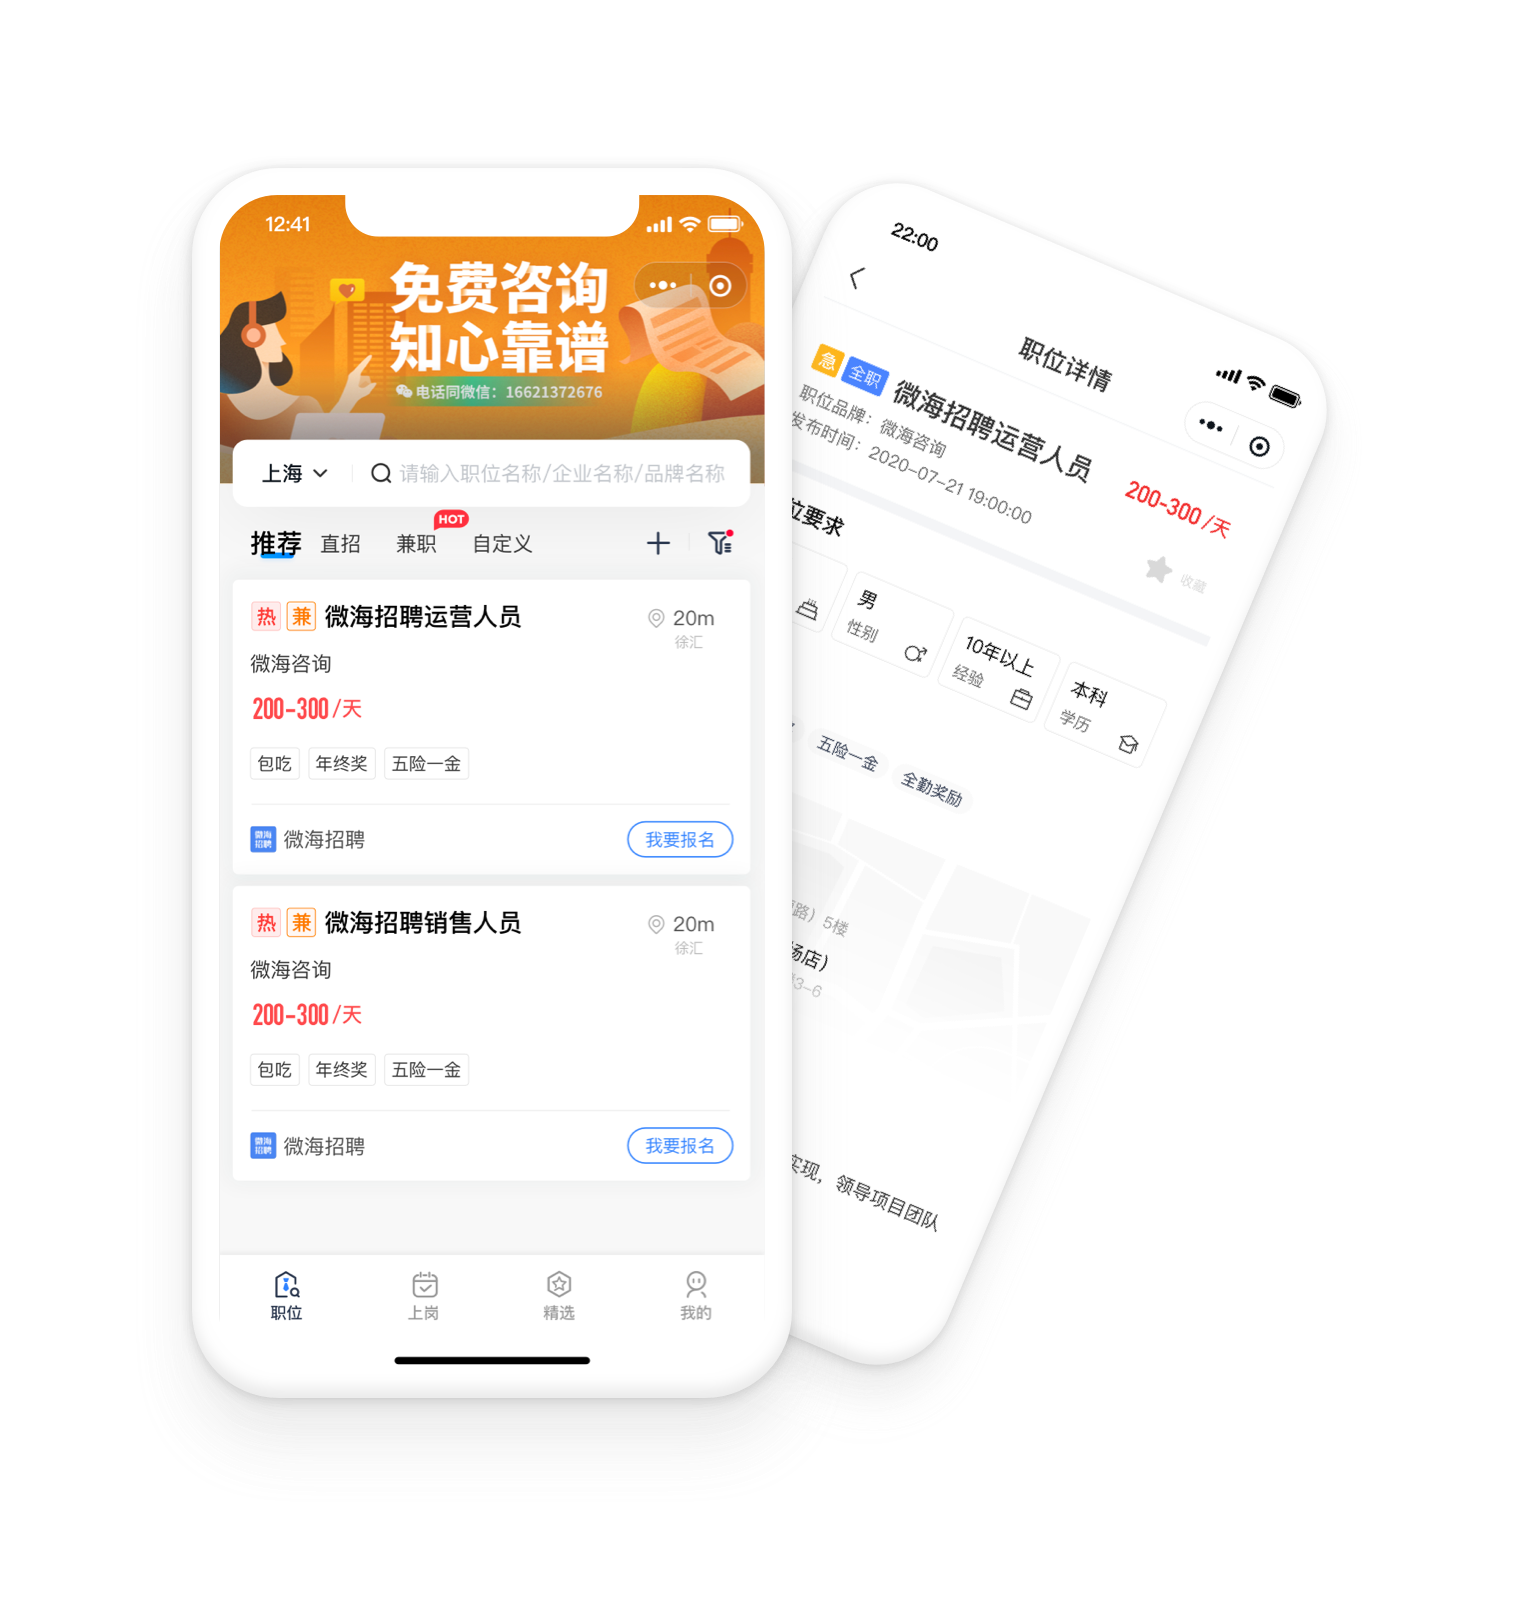 12:41
免费咨询
知心靠谱
电话同微信：16621372676
上海
请输入职位名称/企业名称/品牌名称
推荐 直招 兼职 HOT 自定义
热 兼 微海招聘运营人员
20m
徐汇
微海咨询
200-300/天
包吃 年终奖 五险一金
微海招聘 微海招聘
我要报名
热 兼 微海招聘销售人员
20m
徐汇
微海咨询
200-300/天
包吃 年终奖 五险一金
微海招聘 微海招聘
我要报名
职位 上岗 精选 我的
22:00
职位详情
急 全职 微海招聘运营人员
职位品牌：微海咨询
发布时间：2020-07-21 19:00:00
200-300/天
收藏
位要求
男
性别
10年以上
经验
本科
学历
五险一金 全勤奖励
路）5楼
场店）
3-6
实现，领导项目团队